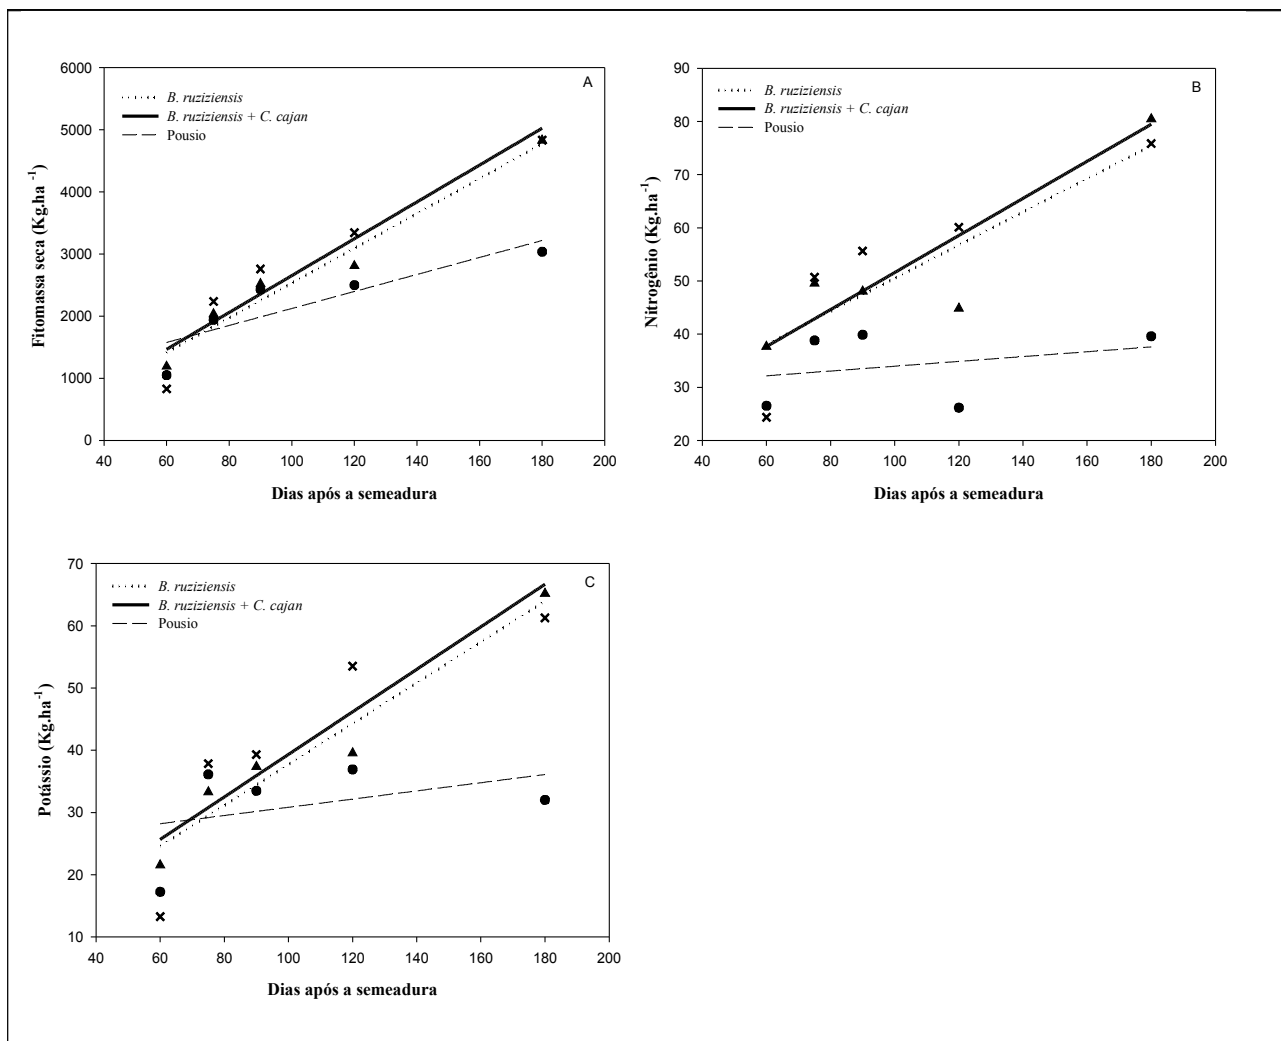 A
B. ruziziensis
B. ruziziensis + C. cajan
Pousio
Fitomassa seca (Kg.ha -1)
6000
5000
4000
3000
2000
1000
0
40 60 80 100 120 140 160 180 200
Dias após a semeadura
B
B. ruziziensis
B. ruziziensis + C. cajan
Pousio
Nitrogênio (Kg.ha-1)
90
80
70
60
50
40
30
20
40 60 80 100 120 140 160 180 200
Dias após a semeadura
C
B. ruziziensis
B. ruziziensis + C. cajan
Pousio
Potássio (Kg.ha-1)
70
60
50
40
30
20
10
40 60 80 100 120 140 160 180 200
Dias após a semeadura